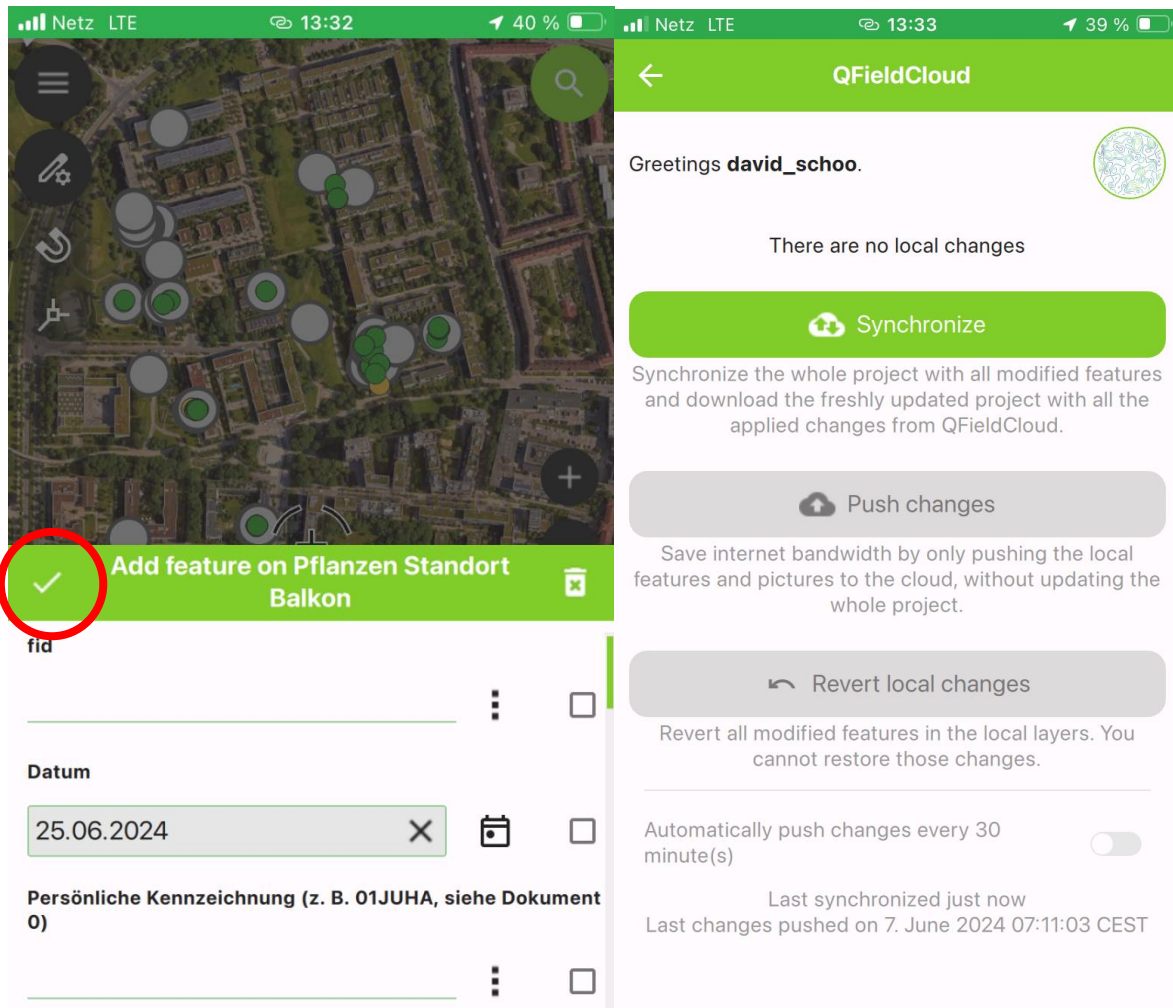 Netz LTE 13:32 40 %
Add feature on Pflanzen Standort
Balkon
fid
Datum
25.06.2024
Persönliche Kennzeichnung (z. B. 01JUHA, siehe Dokument
0)
Netz LTE 13:33 39 %
QFieldCloud
Greetings david_schoo.
There are no local changes
Synchronize
Synchronize the whole project with all modified features
and download the freshly updated project with all the
applied changes from QFieldCloud.
Push changes
Save internet bandwidth by only pushing the local
features and pictures to the cloud, without updating the
whole project.
Revert local changes
Revert all modified features in the local layers. You
cannot restore those changes.
Automatically push changes every 30
minute(s)
Last synchronized just now
Last changes pushed on 7. June 2024 07:11:03 CEST